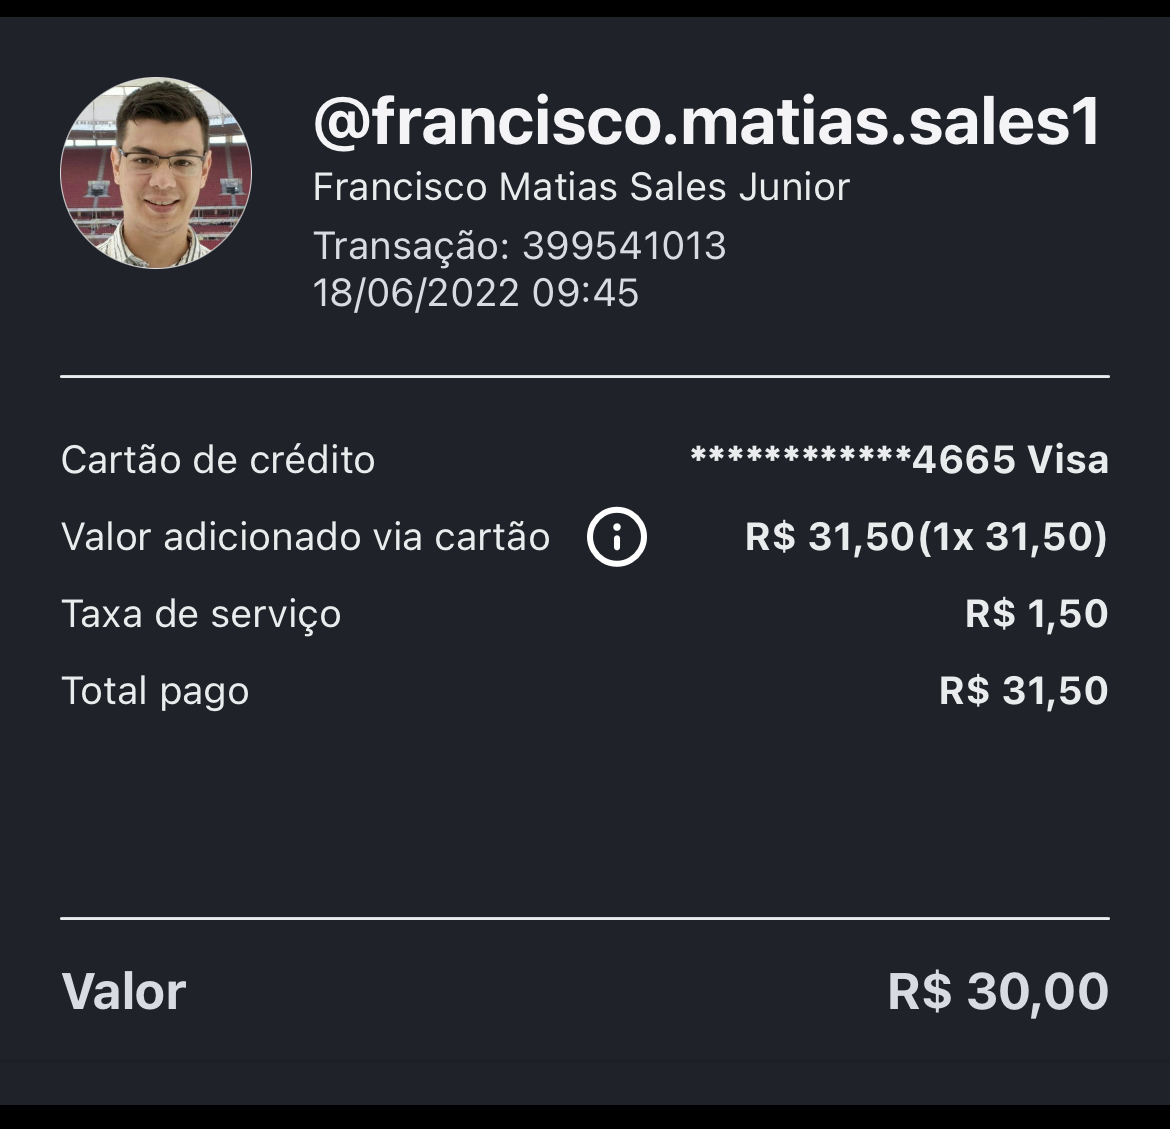 @francisco.matias.sales1
Francisco Matias Sales Junior
Transação: 399541013
18/06/2022 09:45
Cartão de crédito ************4665 Visa
Valor adicionado via cartão R$ 31,50(1x 31,50)
Taxa de serviço R$ 1,50
Total pago R$ 31,50
Valor R$ 30,00